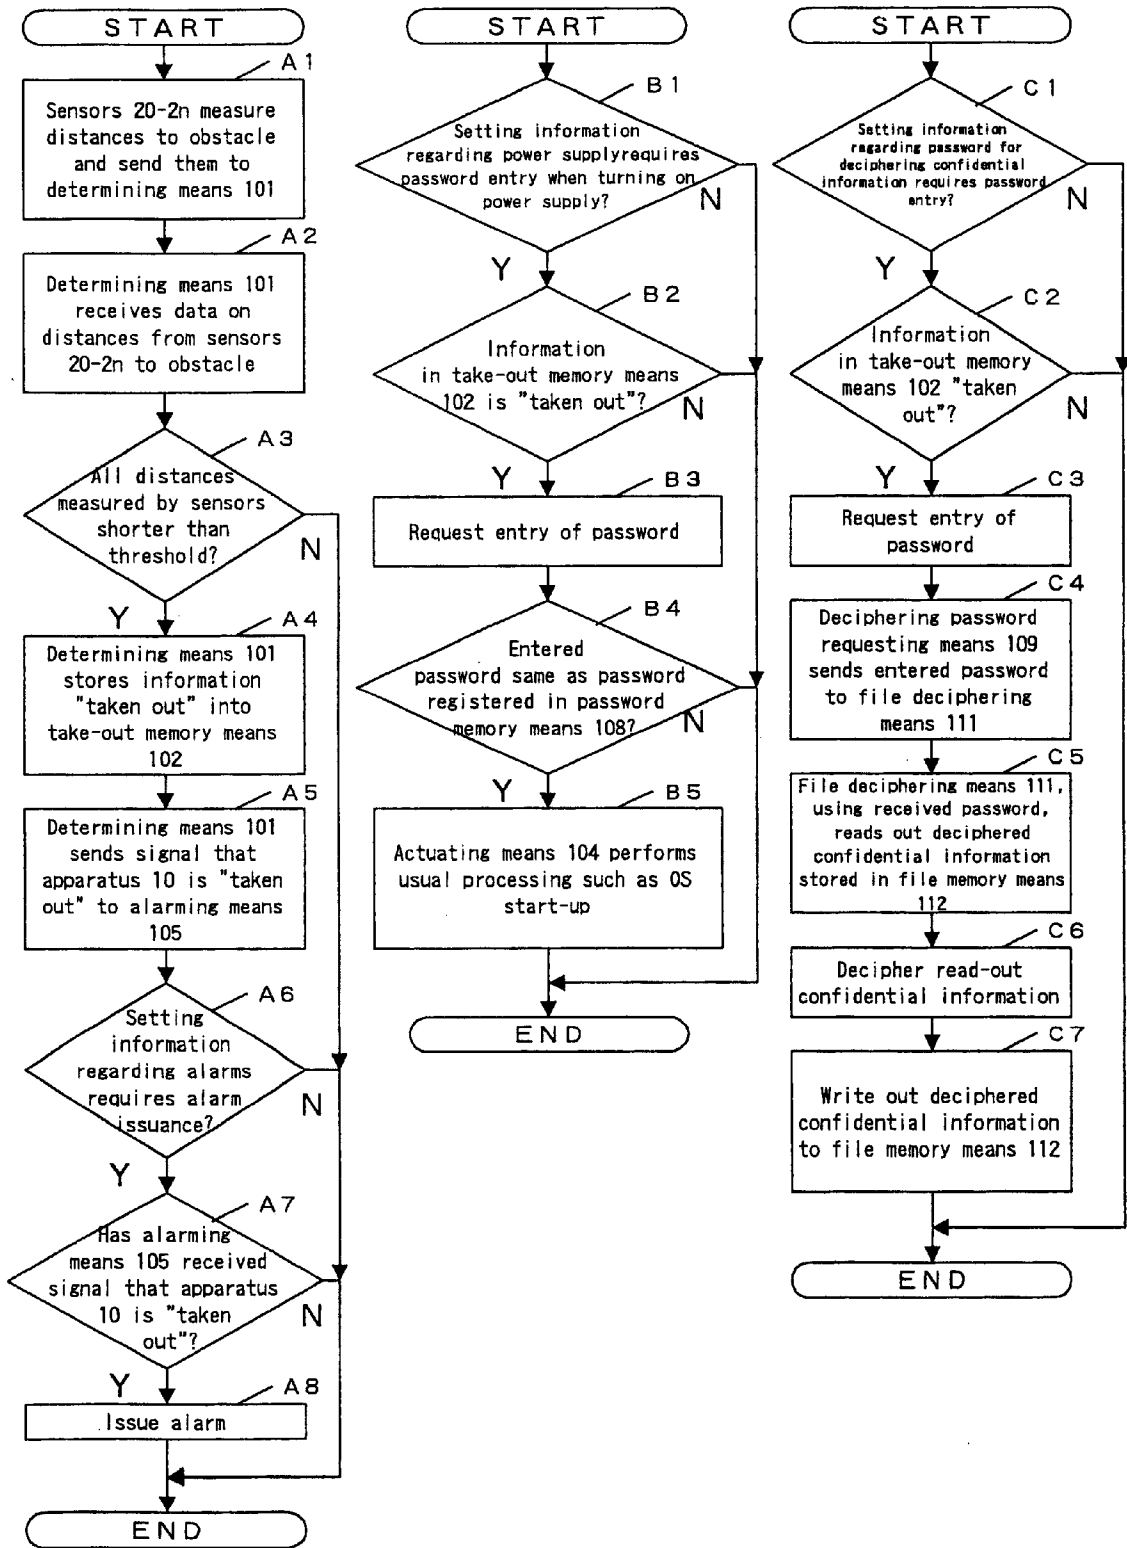 START
A1
Sensors 20-2n measure
distances to obstacle
and send them to
determining means 101
A2
Determining means 101
receives data on
distances from sensors
20-2n to obstacle
A3
All distances
measured by sensors
shorter than
threshold?
N
Y
A4
Determining means 101
stores information
"taken out" into
take-out memory means
102
A5
Determining means 101
sends signal that
apparatus 10 is "taken
out" to alarming means
105
A6
Setting
information
regarding alarms
requires alarm
issuance?
N
Y
A7
Has alarming
means 105 received
signal that apparatus
10 is "taken
out"?
N
Y
A8
Issue alarm
END
START
B1
Setting information
regarding power supplyrequires
password entry when turning on
power supply?
N
Y
B2
Information
in take-out memory means
102 is "taken out"?
N
Y
B3
Request entry of password
B4
Entered
password same as password
registered in password
memory means 108?
N
Y
B5
Actuating means 104 performs
usual processing such as OS
start-up
END
START
C1
Setting information
regarding password for
deciphering confidential
information requires password
entry?
N
Y
C2
Information
in take-out memory
means 102 "taken
out"?
N
Y
C3
Request entry of
password
C4
Deciphering password
requesting means 109
sends entered password
to file deciphering
means 111
C5
File deciphering means 111,
using received password,
reads out deciphered
confidential information
stored in file memory means
112
C6
Decipher read-out
confidential information
C7
Write out deciphered
confidential information
to file memory means 112
END